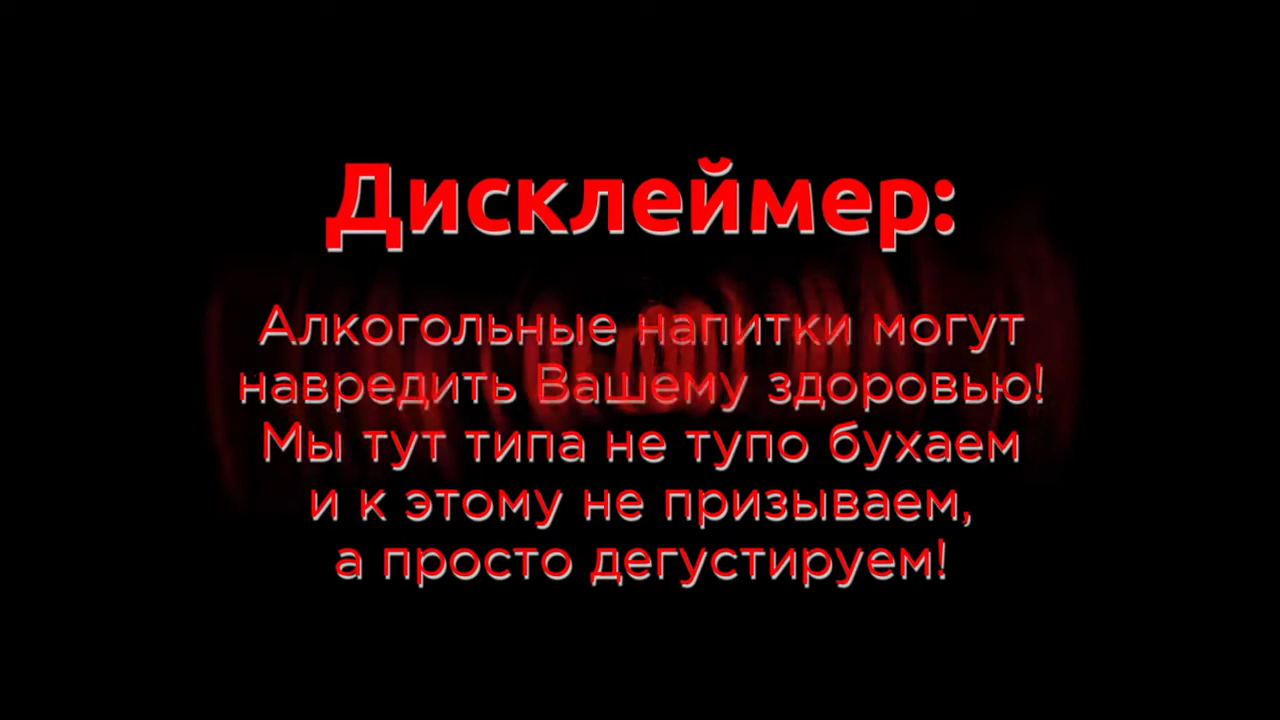 Дисклеймер:
Алкогольные напитки могут
навредить Вашему здоровью!
Мы тут типа не тупо бухаем
и к этому не призываем,
а просто дегустируем!